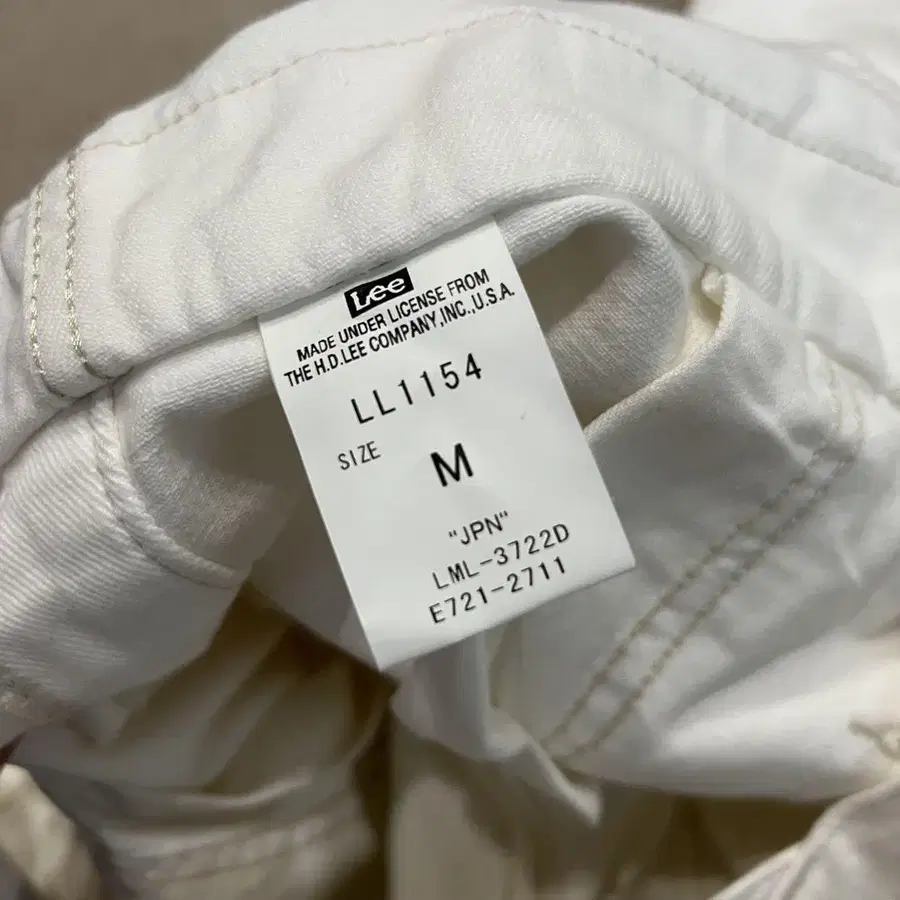 Lee
MADE UNDER LICENSE FROM
THE H.D.LEE COMPANY,INC.,U.S.A.
LL1154
SIZE M
"JPN"
LML-3722D
E721-2711